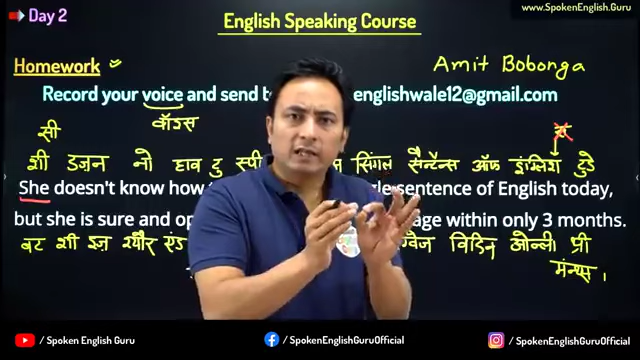 Day 2
English Speaking Course
www.SpokenEnglish.Guru
Homework
Amit Bobonga
Record your voice and send t englishwale12@gmail.com
सी वॉइस
शी डज़न नो हाव टु स्पी सिंगल सैन्टैन्स ऑफ़ इंग्लिश टुडे
She doesn't know how gle sentence of English today,
but she is sure and op age within only 3 months.
बट शी इज़ श्यौर एंड ग्वेज विदिन ओन्ली थ्री
मंन्थ्स।
/ Spoken English Guru
/ SpokenEnglishGuruOfficial
/ SpokenEnglishGuruOfficial